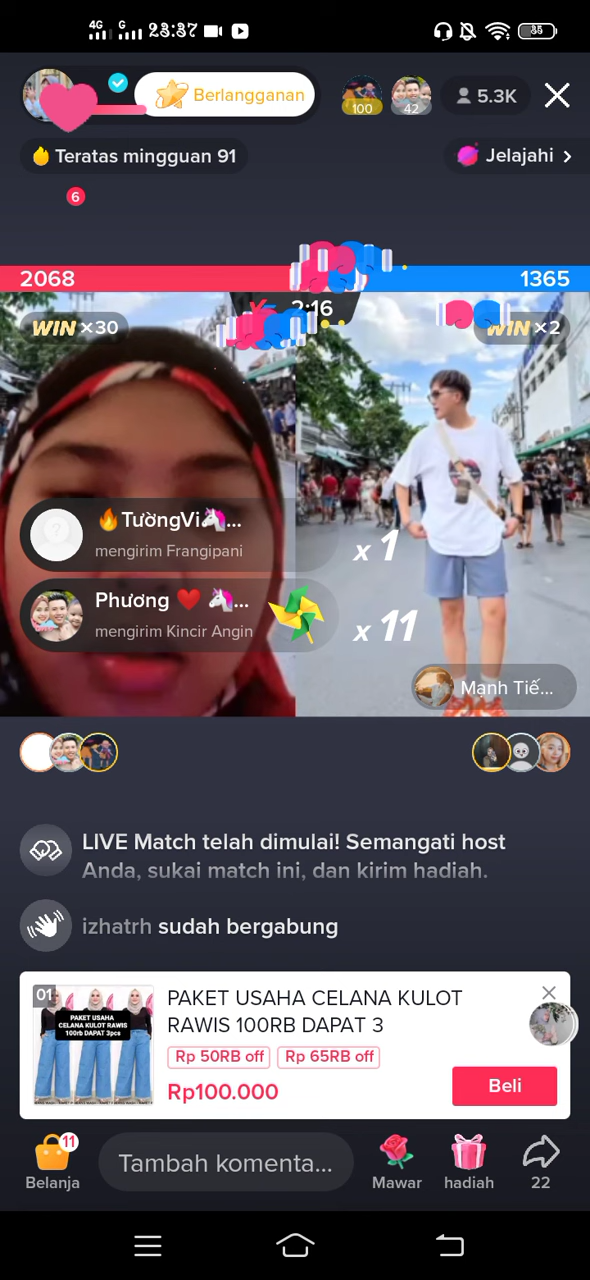 4G
G
23:37
35
Berlangganan
100
42
5.3K
Teratas mingguan 91
Jelajahi
6
2068
1365
2:16
WIN ×30
WIN ×2
TườngVi...
mengirim Frangipani
x 1
Phương ...
mengirim Kincir Angin
x 11
Mạnh Tiế...
LIVE Match telah dimulai! Semangati host
Anda, sukai match ini, dan kirim hadiah.
izhatrh sudah bergabung
01
PAKET USAHA
CELANA KULOT RAWIS
100rb DAPAT 3pcs
PAKET USAHA CELANA KULOT
RAWIS 100RB DAPAT 3
Rp 50RB off
Rp 65RB off
Rp100.000
Beli
11
Belanja
Tambah komenta...
Mawar
hadiah
22